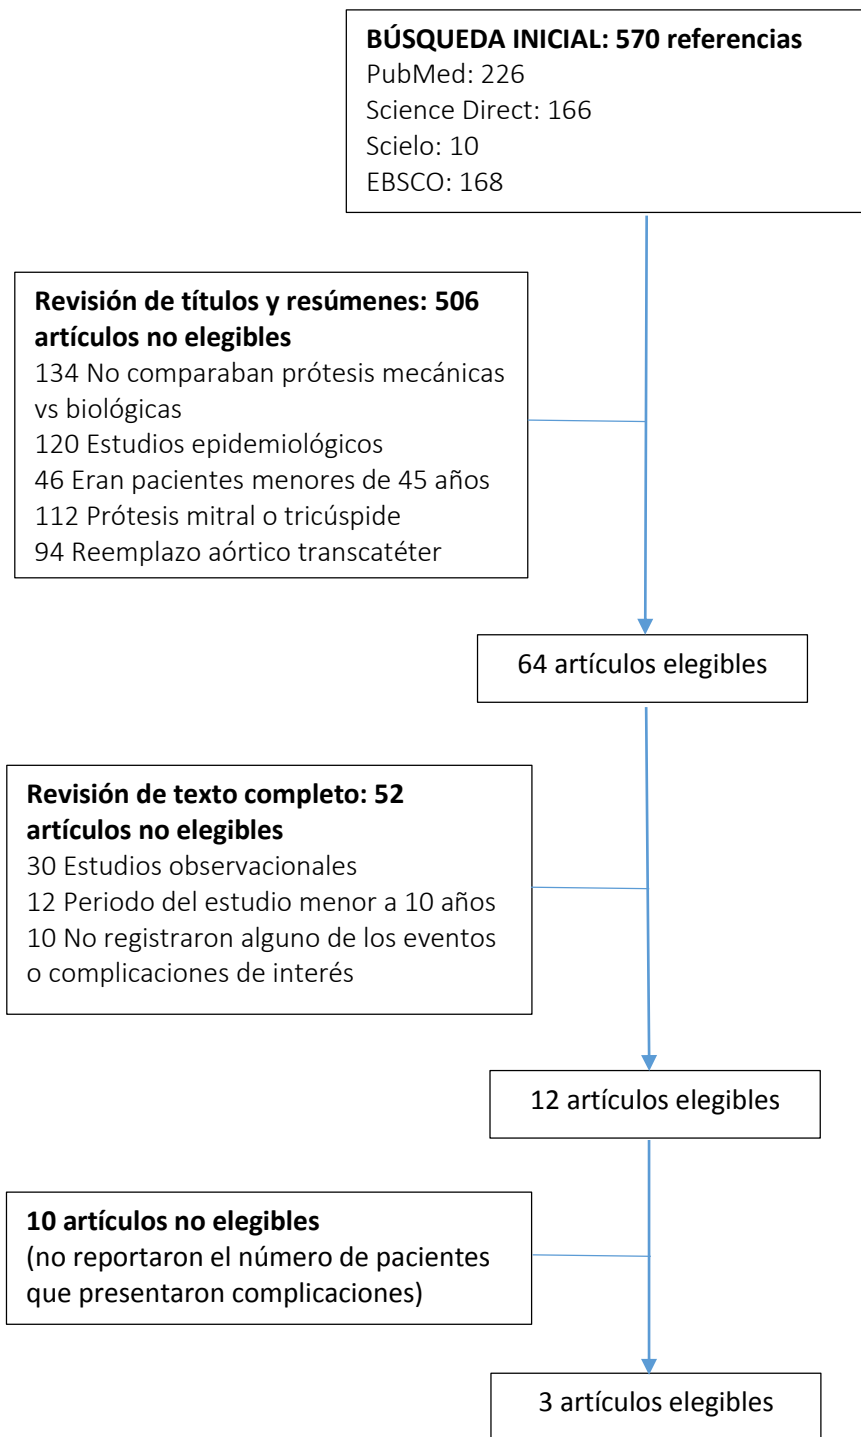 BÚSQUEDA INICIAL: 570 referencias
PubMed: 226
Science Direct: 166
Scielo: 10
EBSCO: 168
Revisión de títulos y resúmenes: 506
artículos no elegibles
134 No comparaban prótesis mecánicas
vs biológicas
120 Estudios epidemiológicos
46 Eran pacientes menores de 45 años
112 Prótesis mitral o tricúspide
94 Reemplazo aórtico transcatéter
64 artículos elegibles
Revisión de texto completo: 52
artículos no elegibles
30 Estudios observacionales
12 Periodo del estudio menor a 10 años
10 No registraron alguno de los eventos
o complicaciones de interés
12 artículos elegibles
10 artículos no elegibles
(no reportaron el número de pacientes
que presentaron complicaciones)
3 artículos elegibles